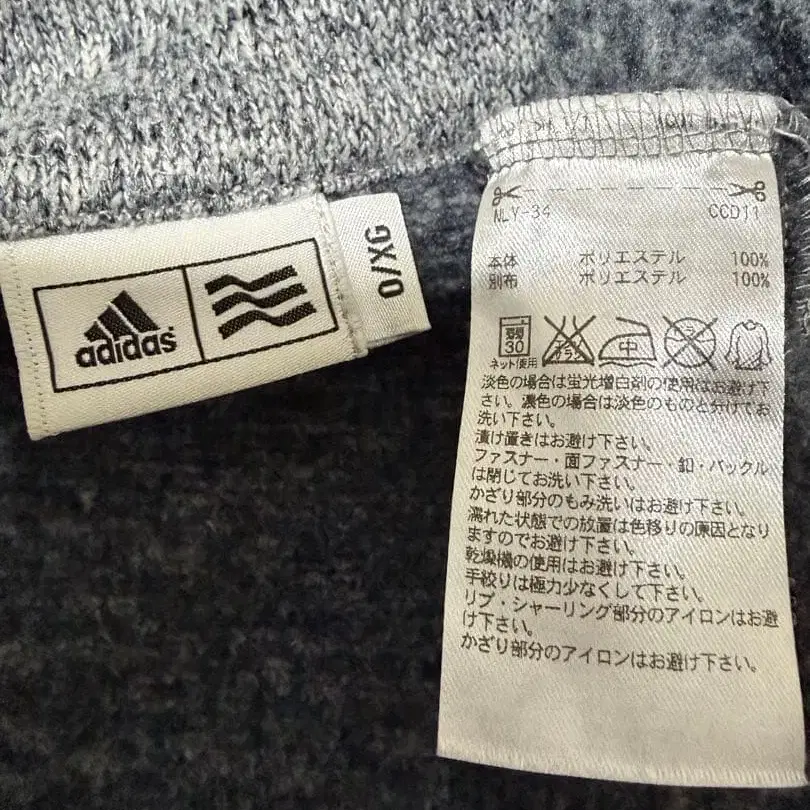 adidas
O/XG
NLY-34 CCD11
本体 ポリエステル 100%
別布 ポリエステル 100%
30
中
ネット使用
淡色の場合は蛍光増白剤の使用はお避け下
さい。濃色の場合は淡色のものと分けてお
洗い下さい。
漬け置きはお避け下さい。
ファスナー・面ファスナー・釦・バックル
は閉じてお洗い下さい。
かざり部分のもみ洗いはお避け下さい。
濡れた状態での放置は色移りの原因となり
ますのでお避け下さい。
乾燥機の使用はお避け下さい。
手絞りは極力少なくして下さい。
リブ・シャーリング部分のアイロンはお避
け下さい。
かざり部分のアイロンはお避け下さい。